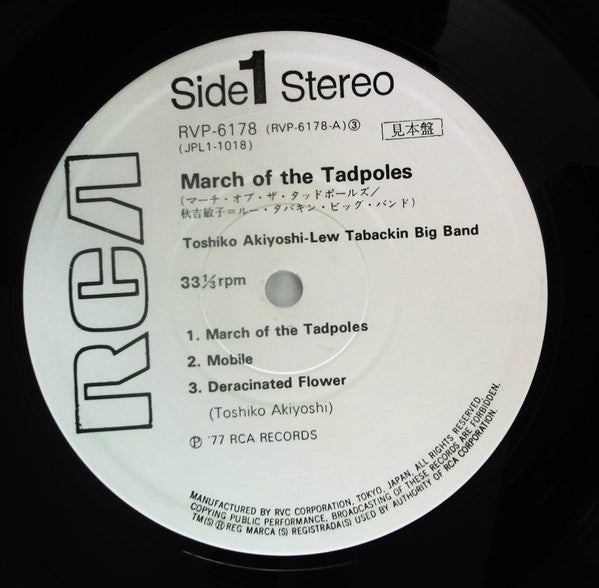 Side 1 Stereo
RVP-6178 (RVP-6178-A)③ 見本盤
(JPL1-1018)
March of the Tadpoles
(マーチ・オブ・ザ・タッドポールズ/
秋吉敏子=ルー・タバキン・ビッグ・バンド)
Toshiko Akiyoshi-Lew Tabackin Big Band
33⅓rpm
1. March of the Tadpoles
2. Mobile
3. Deracinated Flower
(Toshiko Akiyoshi)
Ⓟ '77 RCA RECORDS
RCA
MANUFACTURED BY RVC CORPORATION, TOKYO, JAPAN. ALL RIGHTS RESERVED.
COPYING PUBLIC PERFORMANCE, BROADCASTING OF THESE RECORDS ARE FORBIDDEN.
TM(S) ® REG MARCA (S) REGISTRADA(S) USED BY AUTHORITY OF RCA CORPORATION.